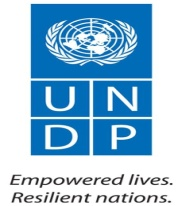 U N
D P
Empowered lives.
Resilient nations.